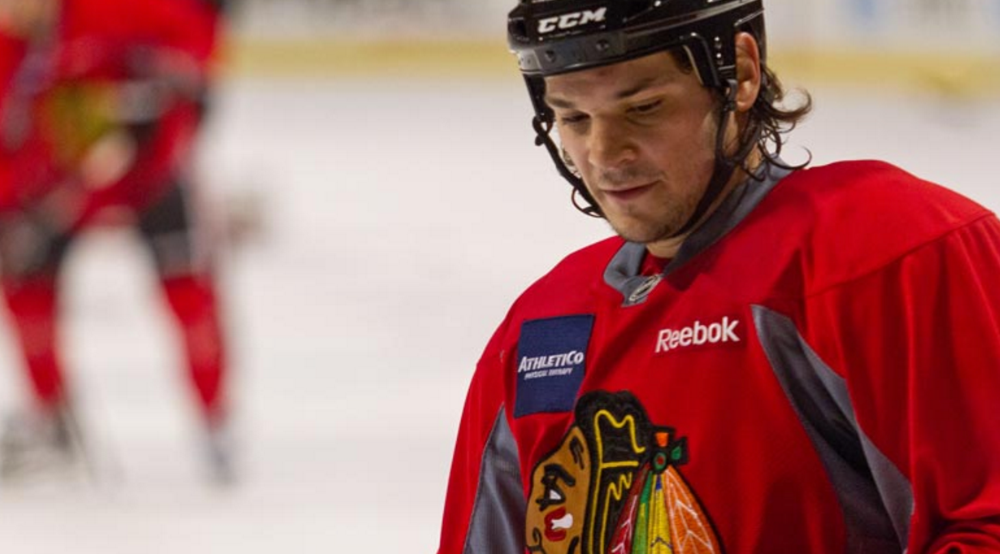 CCM
Reebok
ATHLETICO
PHYSICAL THERAPY